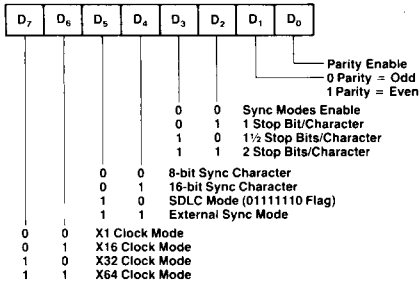 D7 D6 D5 D4 D3 D2 D1 D0
Parity Enable
0 Parity = Odd
1 Parity = Even
0 0 Sync Modes Enable
0 1 1 Stop Bit/Character
1 0 1½ Stop Bits/Character
1 1 2 Stop Bits/Character
0 0 8-bit Sync Character
0 1 16-bit Sync Character
1 0 SDLC Mode (01111110 Flag)
1 1 External Sync Mode
0 0 X1 Clock Mode
0 1 X16 Clock Mode
1 0 X32 Clock Mode
1 1 X64 Clock Mode